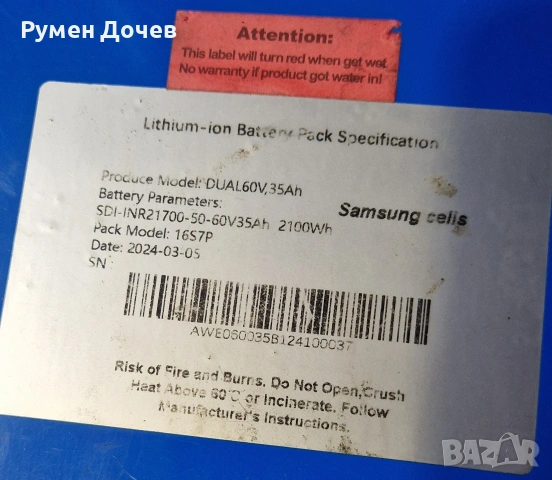 Румен Дочев
Attention:
This label will turn red when get wet.
No warranty if product got water in!
Lithium-ion Battery Pack Specification
Produce Model: DUAL60V,35Ah
Battery Parameters:
SDI-INR21700-50-60V35Ah 2100Wh
Samsung cells
Pack Model: 16S7P
Date: 2024-03-05
SN
AWE060035B124100037
Risk of Fire and Burns. Do Not Open,Crush
Heat Above 60°C or Incinerate. Follow
Manufacturer's Instructions.
BAZAR